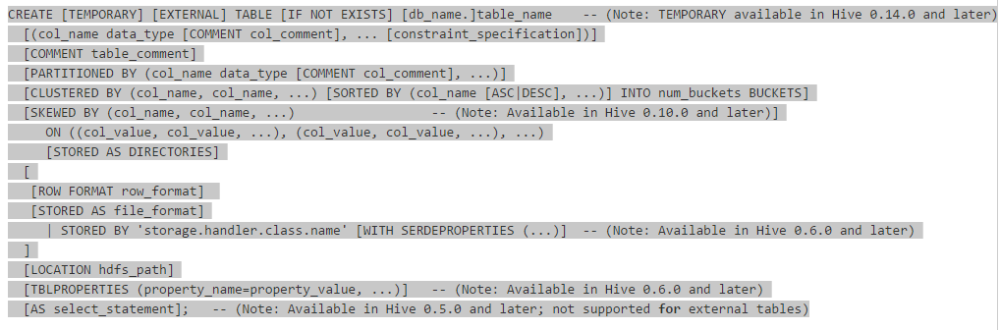 CREATE [TEMPORARY] [EXTERNAL] TABLE [IF NOT EXISTS] [db_name.]table_name    -- (Note: TEMPORARY available in Hive 0.14.0 and later)
  [(col_name data_type [COMMENT col_comment], ... [constraint_specification])]
  [COMMENT table_comment]
  [PARTITIONED BY (col_name data_type [COMMENT col_comment], ...)]
  [CLUSTERED BY (col_name, col_name, ...) [SORTED BY (col_name [ASC|DESC], ...)] INTO num_buckets BUCKETS]
  [SKEWED BY (col_name, col_name, ...)                  -- (Note: Available in Hive 0.10.0 and later)]
     ON ((col_value, col_value, ...), (col_value, col_value, ...), ...)
     [STORED AS DIRECTORIES]
  [
   [ROW FORMAT row_format]
   [STORED AS file_format]
     | STORED BY 'storage.handler.class.name' [WITH SERDEPROPERTIES (...)]  -- (Note: Available in Hive 0.6.0 and later)
  ]
  [LOCATION hdfs_path]
  [TBLPROPERTIES (property_name=property_value, ...)]   -- (Note: Available in Hive 0.6.0 and later)
  [AS select_statement];   -- (Note: Available in Hive 0.5.0 and later; not supported for external tables)